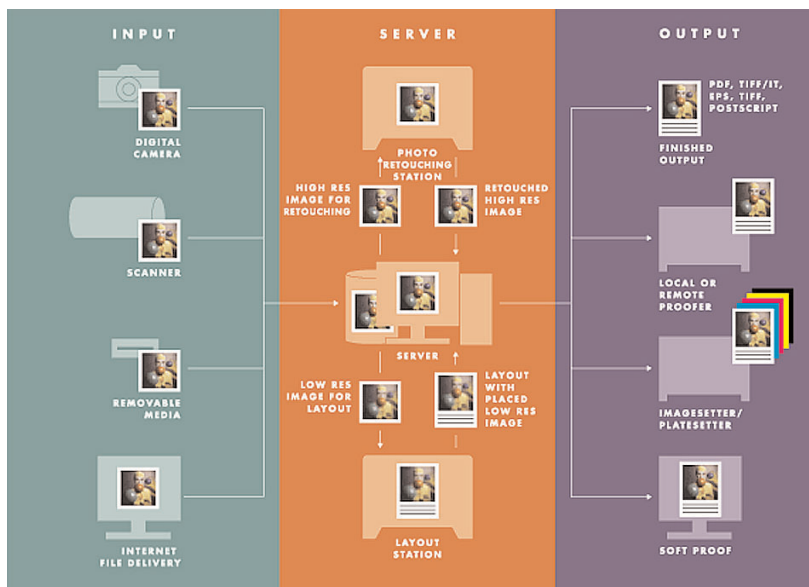 INPUT
DIGITAL
CAMERA
SCANNER
REMOVABLE
MEDIA
INTERNET
FILE DELIVERY
SERVER
PHOTO
RETOUCHING
STATION
HIGH RES
IMAGE FOR
RETOUCHING
RETOUCHED
HIGH RES
IMAGE
SERVER
LOW RES
IMAGE FOR
LAYOUT
LAYOUT
WITH
PLACED
LOW RES
IMAGE
LAYOUT
STATION
OUTPUT
PDF, TIFF/IT,
EPS, TIFF,
POSTSCRIPT
FINISHED
OUTPUT
LOCAL OR
REMOTE
PROOFER
IMAGESETTER/
PLATESETTER
SOFT PROOF